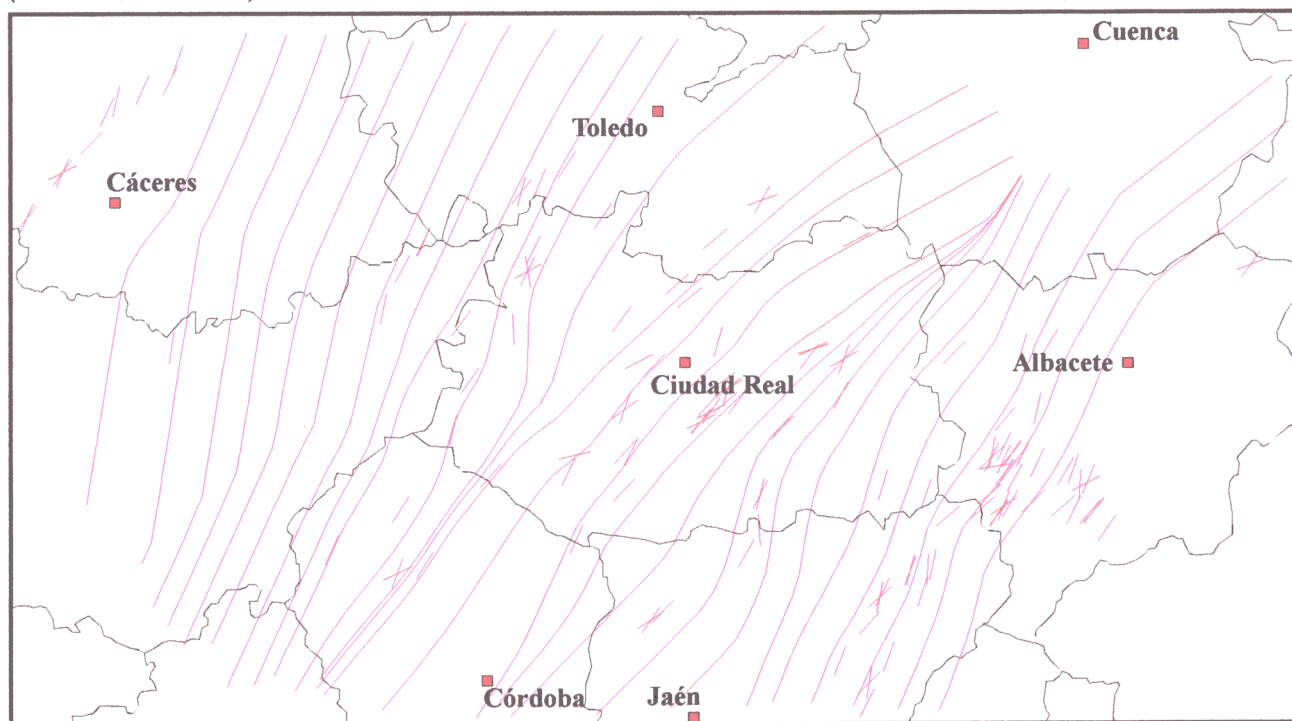 Cuenca
Toledo
Cáceres
Albacete
Ciudad Real
Córdoba
Jaén